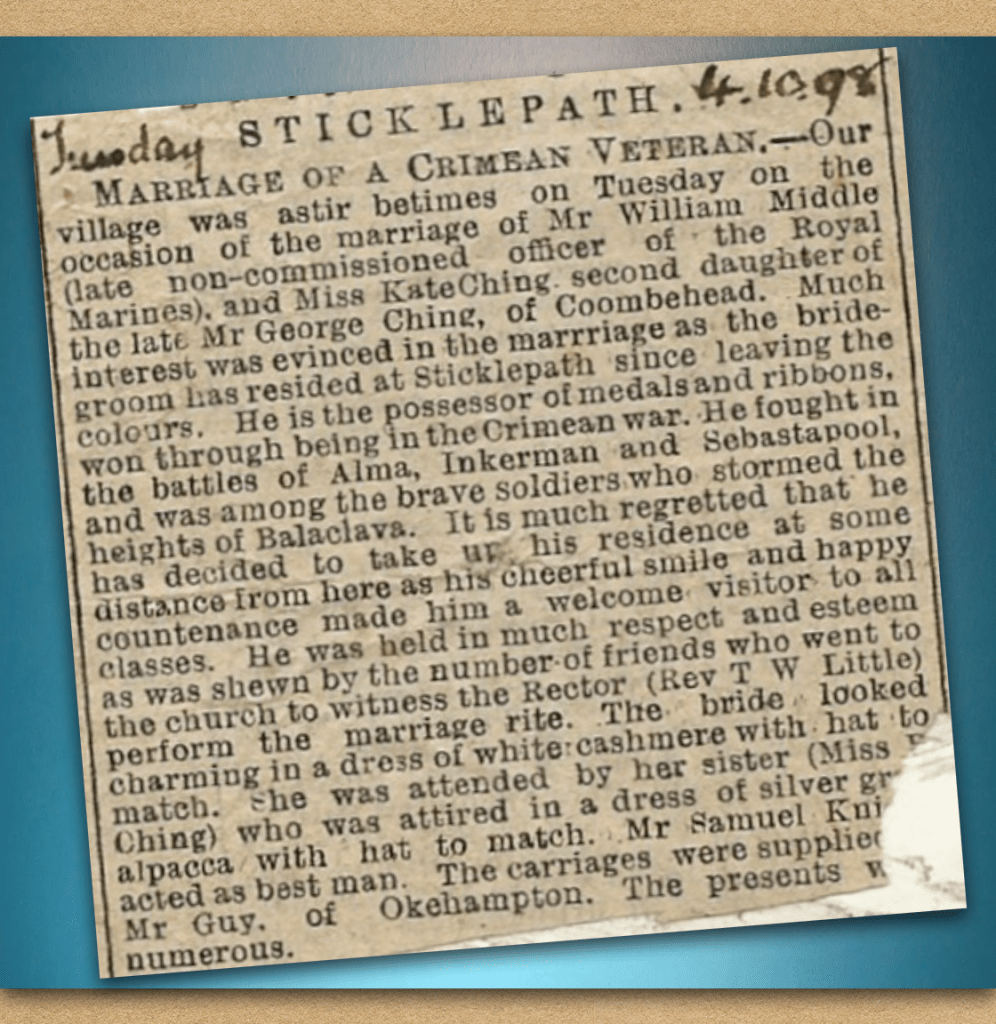 STICKLEPATH. 4.10.98
Tuesday
MARRIAGE OF A CRIMEAN VETERAN.—Our
village was astir betimes on Tuesday on the
occasion of the marriage of Mr William Middle
(late non-commissioned officer of the Royal
Marines), and Miss Kate Ching, second daughter of
the late Mr George Ching, of Coombehead. Much
interest was evinced in the marrriage as the bride-
groom has resided at Sticklepath since leaving the
colours. He is the possessor of medals and ribbons,
won through being in the Crimean war. He fought in
the battles of Alma, Inkerman and Sebastapool,
and was among the brave soldiers who stormed the
heights of Balaclava. It is much regretted that he
has decided to take up his residence at some
distance from here as his cheerful smile and happy
countenance made him a welcome visitor to all
classes. He was held in much respect and esteem
as was shewn by the number of friends who went to
the church to witness the Rector (Rev T W Little)
perform the marriage rite. The bride looked
charming in a dress of white cashmere with hat to
match. She was attended by her sister (Miss
Ching) who was attired in a dress of silver
alpacca with hat to match. Mr Samuel
acted as best man. The carriages were supplied
Mr Guy, of Okehampton. The presents
numerous.